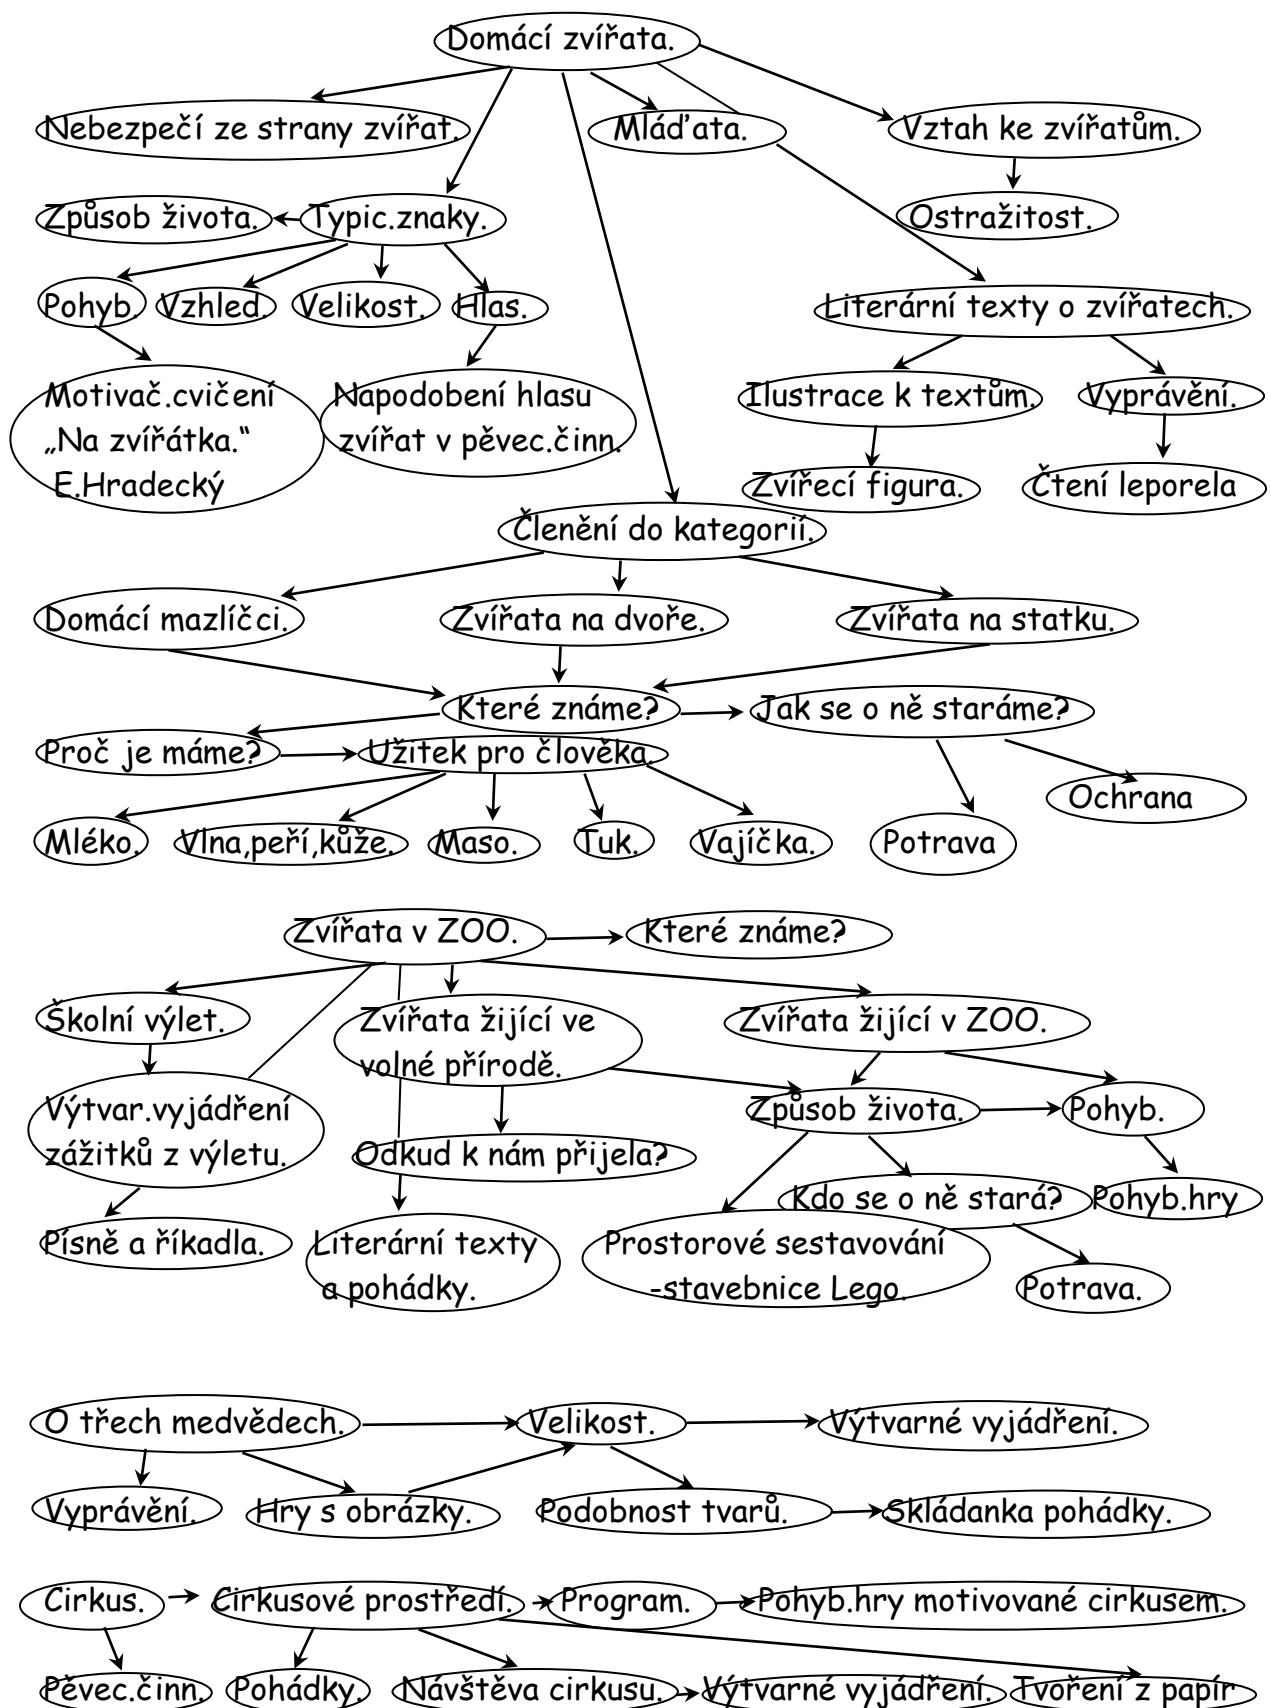 Domácí zvířata.
Nebezpečí ze strany zvířat. Mláďata. Vztah ke zvířatům.
Způsob života. Typic.znaky. Ostražitost.
Pohyb. Vzhled. Velikost. Hlas. Literární texty o zvířatech.
Motivač.cvičení Napodobení hlasu Ilustrace k textům. Vyprávění.
„Na zvířátka.“ zvířat v pěvec.činn.
E.Hradecký Zvířecí figura. Čtení leporela
Členění do kategorií.
Domácí mazlíčci. Zvířata na dvoře. Zvířata na statku.
Které známe? Jak se o ně staráme?
Proč je máme? Užitek pro člověka.
Ochrana
Mléko. Vlna,peří,kůže. Maso. Tuk. Vajíčka. Potrava
Zvířata v ZOO. Které známe?
Školní výlet. Zvířata žijící ve Zvířata žijící v ZOO.
volné přírodě.
Výtvar.vyjádření Způsob života. Pohyb.
zážitků z výletu. Odkud k nám přijela?
Kdo se o ně stará? Pohyb.hry
Písně a říkadla. Literární texty Prostorové sestavování
a pohádky. -stavebnice Lego. Potrava.
O třech medvědech. Velikost. Výtvarné vyjádření.
Vyprávění. Hry s obrázky. Podobnost tvarů. Skládanka pohádky.
Cirkus. Cirkusové prostředí. Program. Pohyb.hry motivované cirkusem.
Pěvec.činn. Pohádky. Návštěva cirkusu. Výtvarné vyjádření. Tvoření z papír